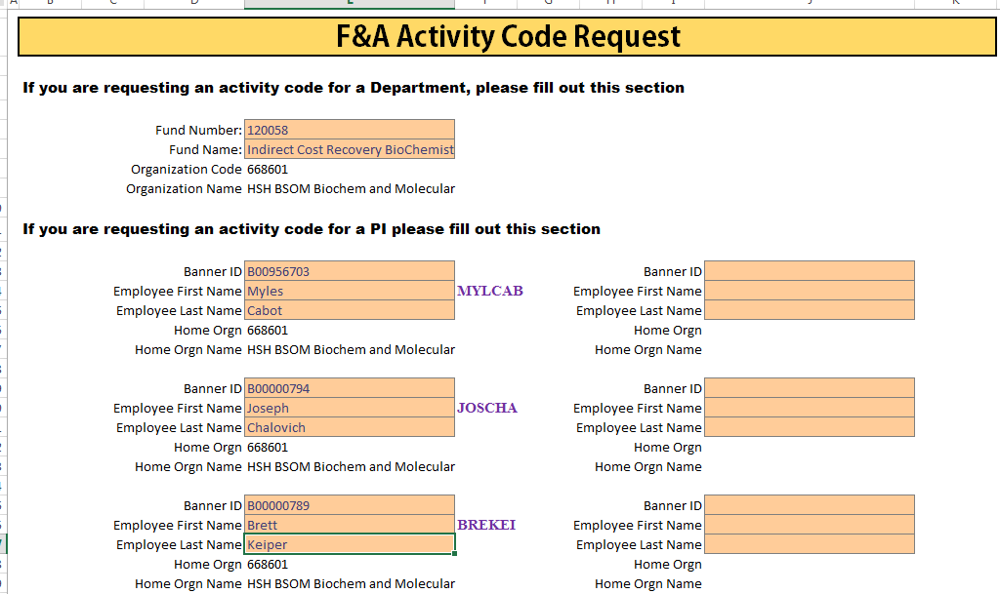 F&A Activity Code Request
If you are requesting an activity code for a Department, please fill out this section
Fund Number: 120058
Fund Name: Indirect Cost Recovery BioChemist
Organization Code 668601
Organization Name HSH BSOM Biochem and Molecular
If you are requesting an activity code for a PI please fill out this section
Banner ID B00956703 Banner ID
Employee First Name Myles MYLCAB Employee First Name
Employee Last Name Cabot Employee Last Name
Home Orgn 668601 Home Orgn
Home Orgn Name HSH BSOM Biochem and Molecular Home Orgn Name
Banner ID B00000794 Banner ID
Employee First Name Joseph JOSCHA Employee First Name
Employee Last Name Chalovich Employee Last Name
Home Orgn 668601 Home Orgn
Home Orgn Name HSH BSOM Biochem and Molecular Home Orgn Name
Banner ID B00000789 Banner ID
Employee First Name Brett BREKEI Employee First Name
Employee Last Name Keiper Employee Last Name
Home Orgn 668601 Home Orgn
Home Orgn Name HSH BSOM Biochem and Molecular Home Orgn Name